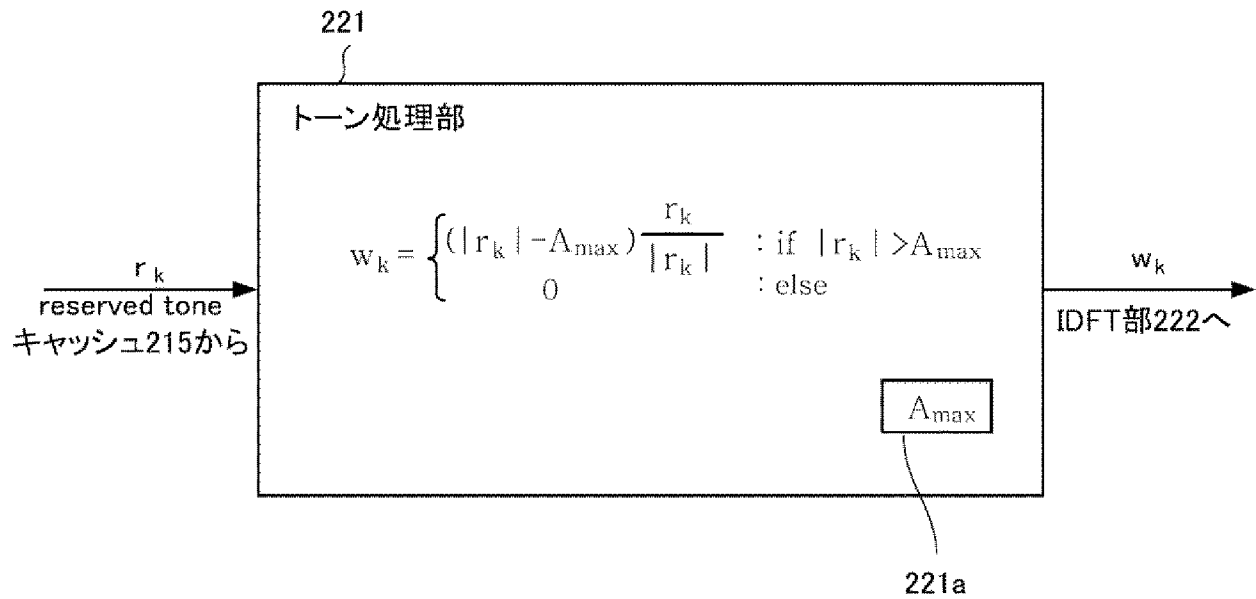 221
トーン処理部
r_k
reserved tone
キャッシュ215から
w_k = { (|r_k| -A_max) r_k / |r_k| : if |r_k| >A_max
0 : else
w_k
IDFT部222へ
A_max
221a